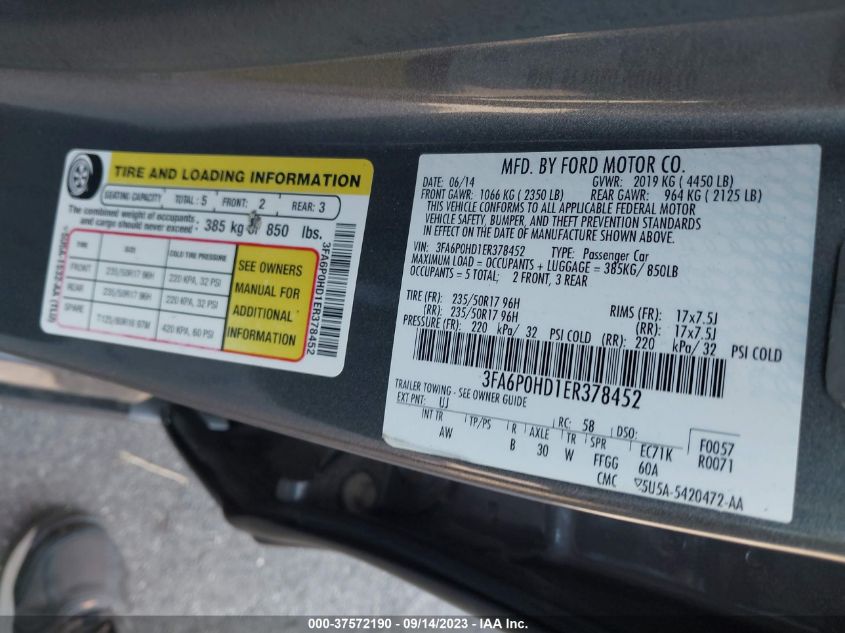 TIRE AND LOADING INFORMATION
SEATING CAPACITY TOTAL : 5 FRONT: 2 REAR: 3
The combined weight of occupants
and cargo should never exceed : 385 kg or 850 lbs.
TIRE SIZE COLD TIRE PRESSURE
FRONT 235/50R17 96H 220 KPA, 32 PSI
REAR 235/50R17 96H 220 KPA, 32 PSI
SPARE 420 KPA, 60 PSI
SEE OWNERS
MANUAL FOR
ADDITIONAL
INFORMATION
3FA6P0HD1ER378452
MFD. BY FORD MOTOR CO.
DATE: 06/14 GVWR: 2019 KG ( 4450 LB)
FRONT GAWR: 1066 KG ( 2350 LB) REAR GAWR: 964 KG ( 2125 LB)
THIS VEHICLE CONFORMS TO ALL APPLICABLE FEDERAL MOTOR
VEHICLE SAFETY, BUMPER, AND THEFT PREVENTION STANDARDS
IN EFFECT ON THE DATE OF MANUFACTURE SHOWN ABOVE.
VIN: 3FA6P0HD1ER378452 TYPE: Passenger Car
MAXIMUM LOAD = OCCUPANTS + LUGGAGE = 385KG/ 850LB
OCCUPANTS = 5 TOTAL; 2 FRONT, 3 REAR
TIRE (FR): 235/50R17 96H RIMS (FR): 17x7.5J
(RR): 235/50R17 96H (RR): 17x7.5J
PRESSURE (FR): 220 kPa/ 32 PSI COLD (RR): 220 kPa/ 32 PSI COLD
3FA6P0HD1ER378452
TRAILER TOWING - SEE OWNER GUIDE
EXT PNT: UJ RC: 58 DSO: F0057
INT TR TP/PS R AXLE TR SPR EC71K R0071
AW B 30 W FFGG 60A
CMC 5U5A-5420472-AA
000-37572190 - 09/14/2023 - IAA Inc.